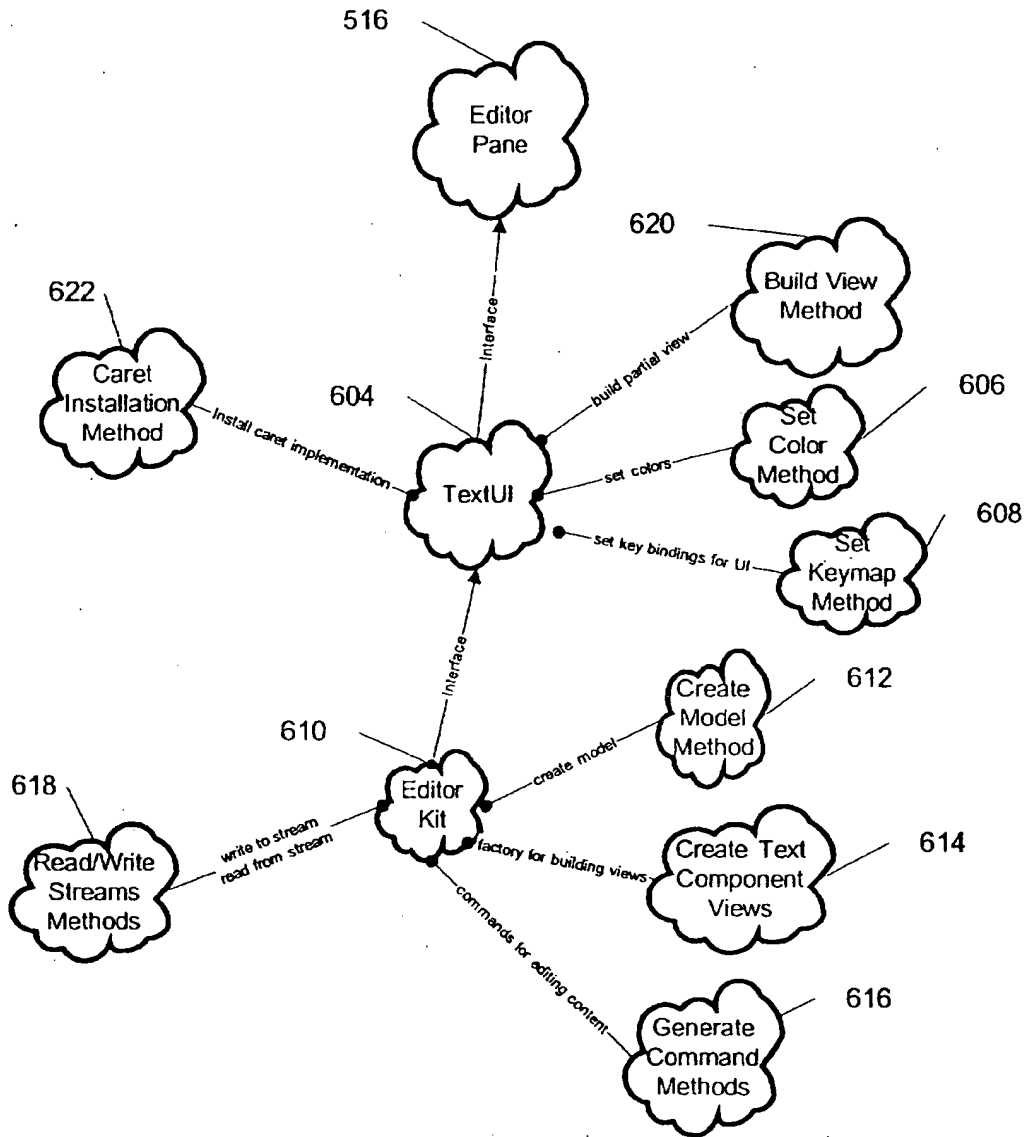 516
Editor
Pane
620
Build View
Method
622
Caret
Installation
Method
Interface
build partial view
604
606
Set
Color
Method
Install caret implementation
TextUI
set colors
608
set key bindings for UI
Set
Keymap
Method
Interface
612
Create
Model
Method
610
create model
618
Editor
Kit
Read/Write
Streams
Methods
write to stream
read from stream
factory for building views
Create Text
Component
Views
614
commands for editing content
616
Generate
Command
Methods